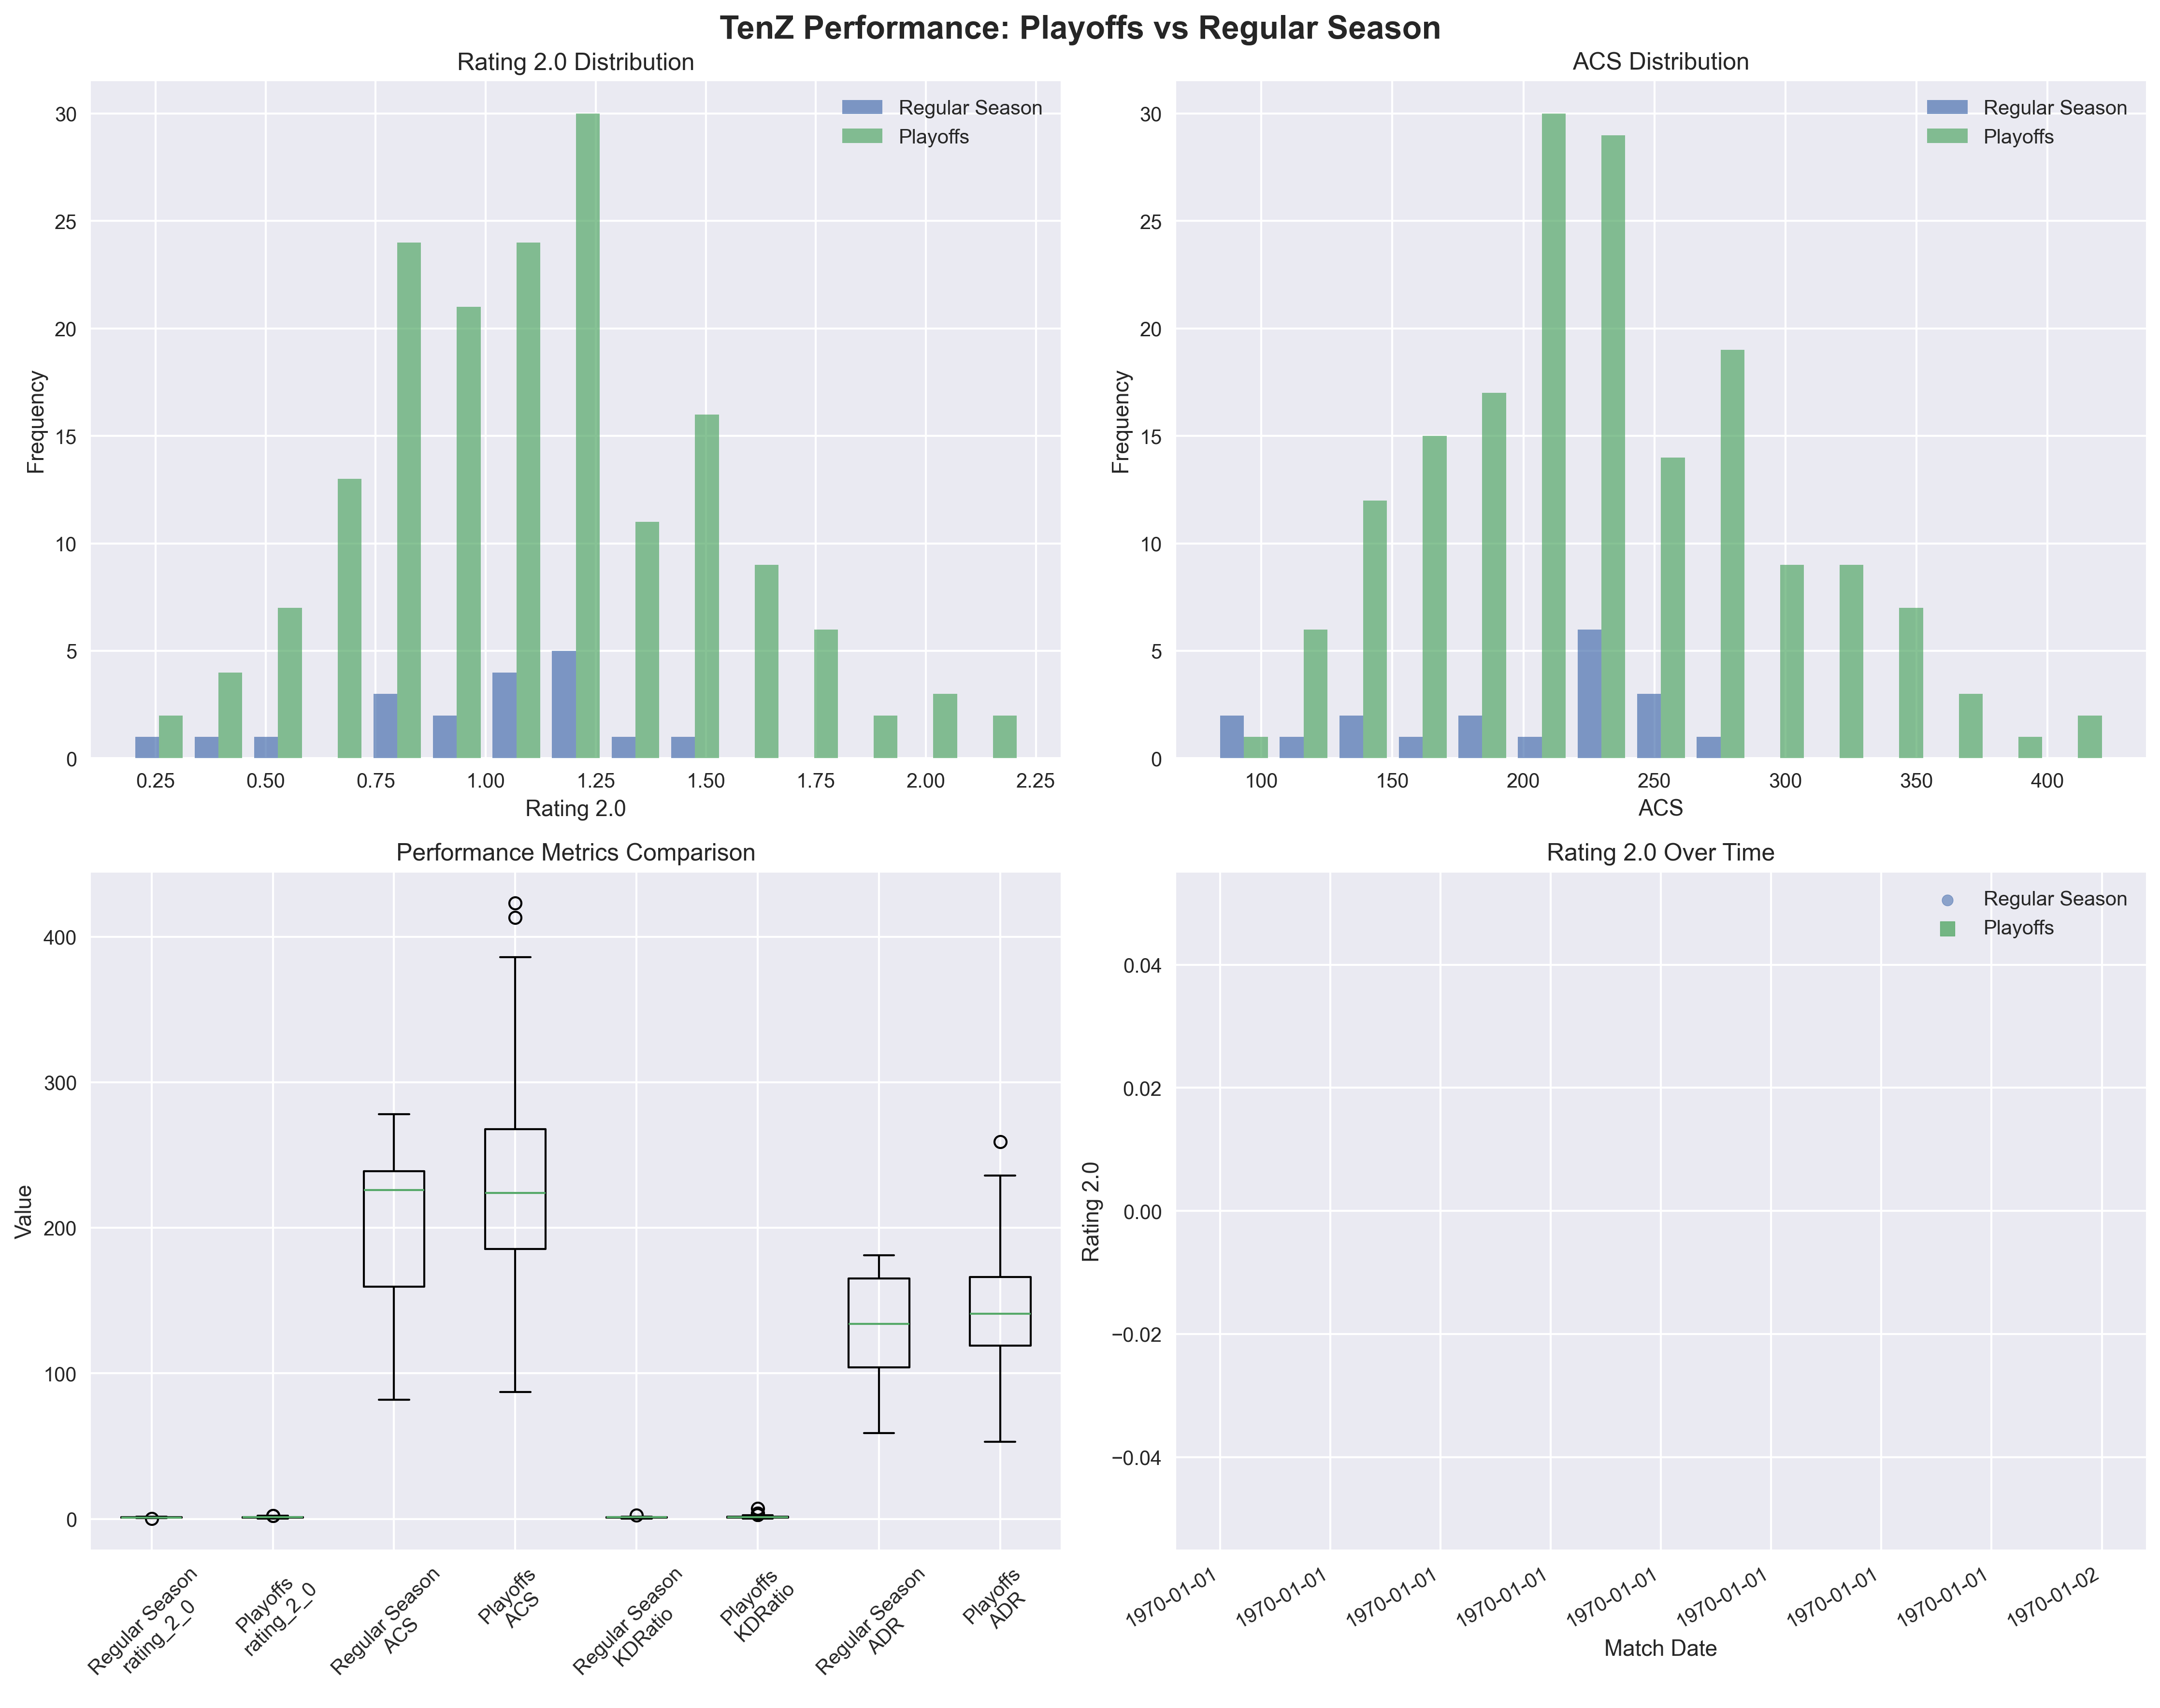 TenZ Performance: Playoffs vs Regular Season
Rating 2.0 Distribution
Regular Season
Playoffs
Frequency
30
25
20
15
10
5
0
0.25 0.50 0.75 1.00 1.25 1.50 1.75 2.00 2.25
Rating 2.0
ACS Distribution
Regular Season
Playoffs
Frequency
30
25
20
15
10
5
0
100 150 200 250 300 350 400
ACS
Performance Metrics Comparison
Value
400
300
200
100
0
Regular Season
rating_2_0
Playoffs
rating_2_0
Regular Season
ACS
Playoffs
ACS
Regular Season
KDRatio
Playoffs
KDRatio
Regular Season
ADR
Playoffs
ADR
Rating 2.0 Over Time
Regular Season
Playoffs
Rating 2.0
0.04
0.02
0.00
−0.02
−0.04
1970-01-01 1970-01-01 1970-01-01 1970-01-01 1970-01-01 1970-01-01 1970-01-01 1970-01-01 1970-01-02
Match Date